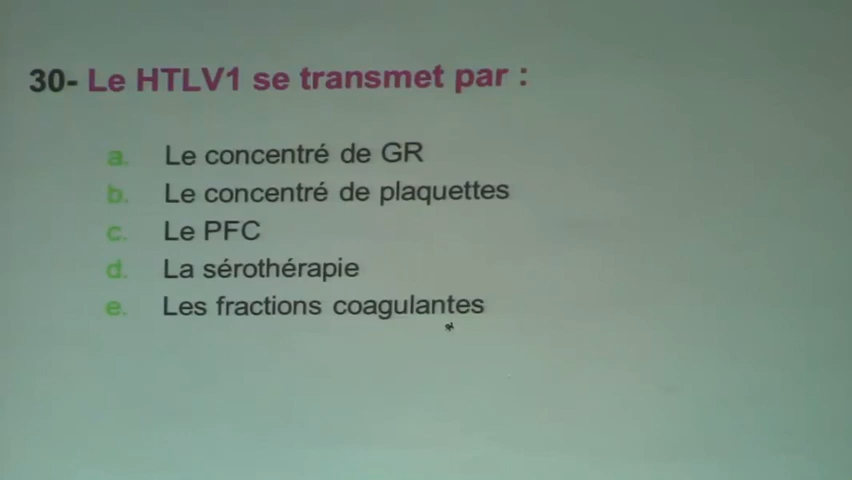 30- Le HTLV1 se transmet par :
a. Le concentré de GR
b. Le concentré de plaquettes
c. Le PFC
d. La sérothérapie
e. Les fractions coagulantes